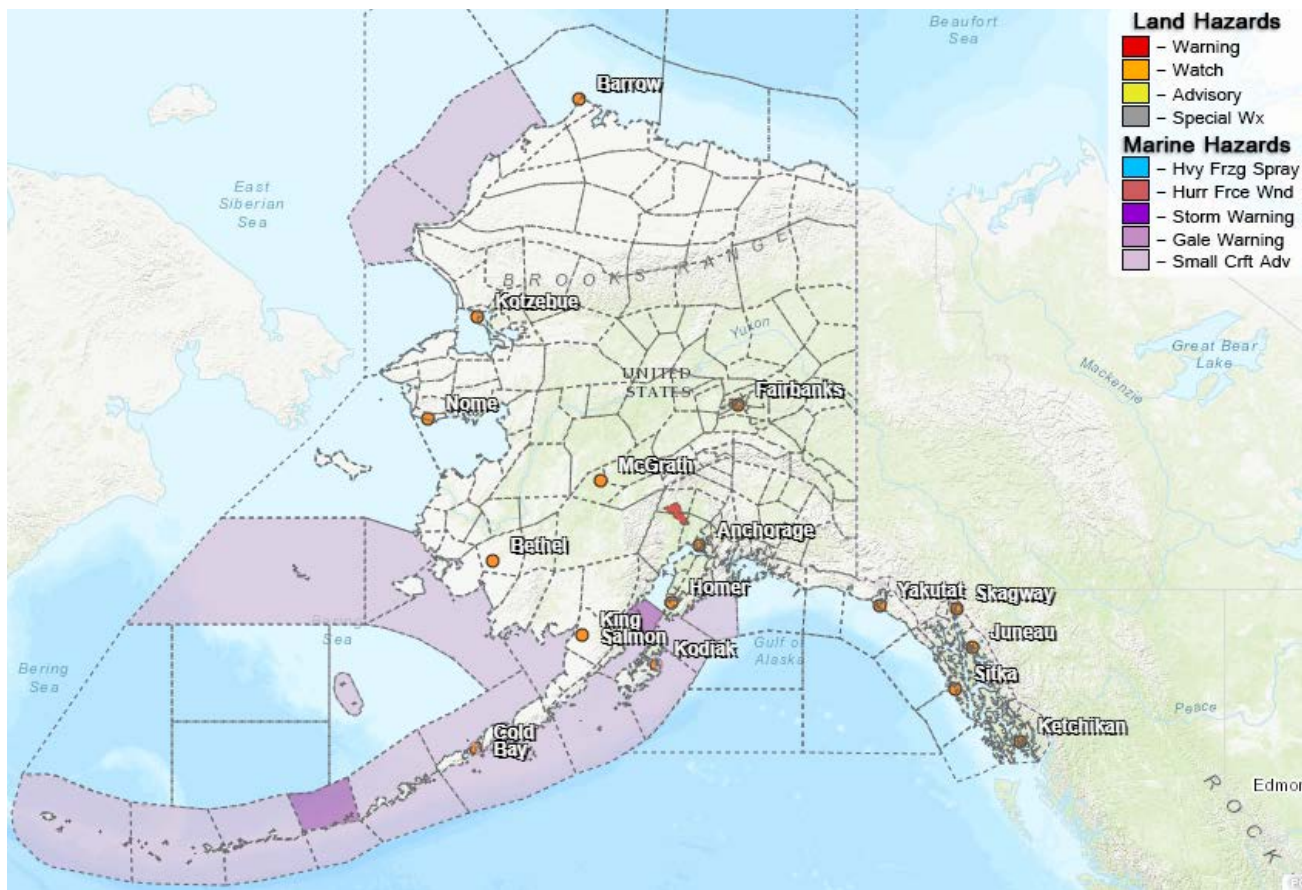 Beaufort
Sea
Land Hazards
– Warning
– Watch
– Advisory
– Special Wx
Marine Hazards
– Hvy Frzg Spray
– Hurr Frce Wnd
– Storm Warning
– Gale Warning
– Small Crft Adv
Barrow
East
Siberian
Sea
BROOKS RANGE
Kotzebue
Yukon
Great Bear
Lake
Mackenzie
UNITED
STATES
Fairbanks
Nome
McGrath
Anchorage
Bethel
Homer
Yakutat
Skagway
King
Salmon
Kodiak
Gulf of
Alaska
Juneau
Sea
Bering
Sea
Sitka
Peace
Cold
Bay
Ketchikan
Edmon
ROCK